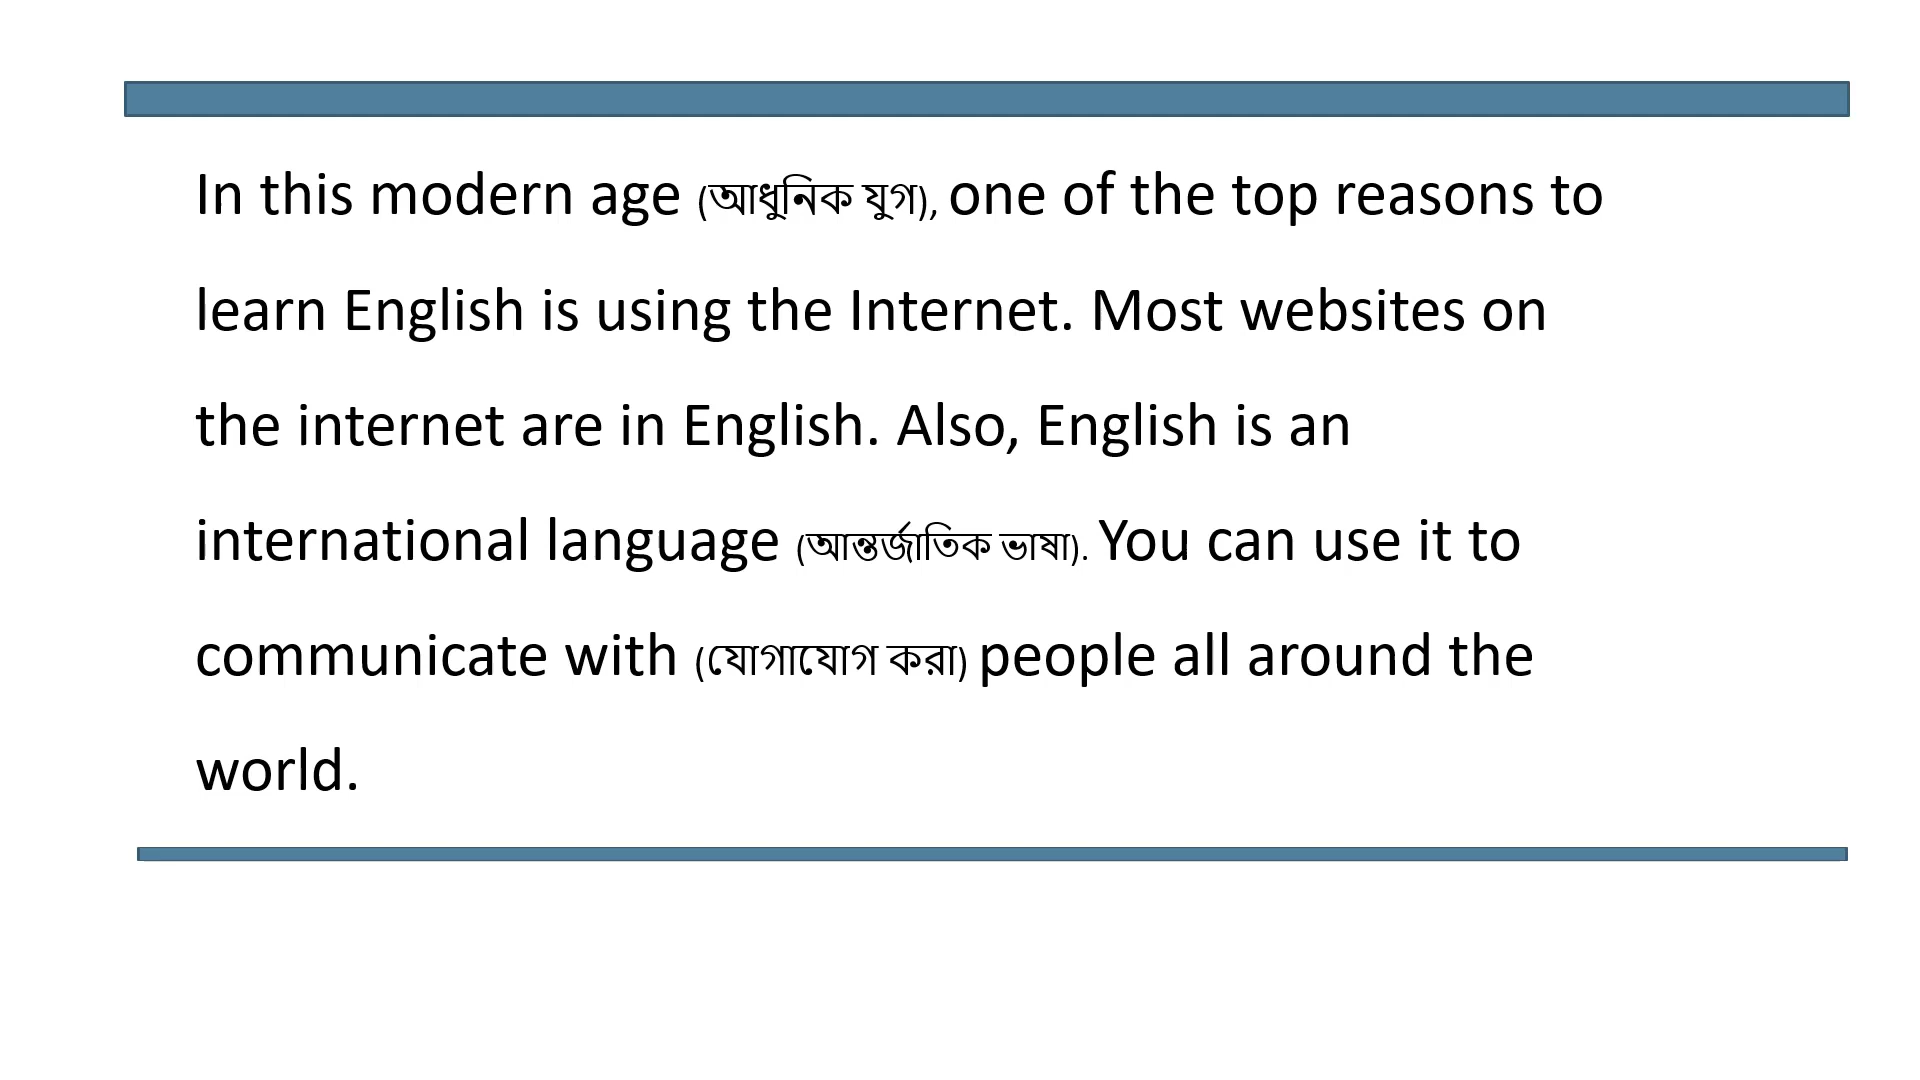 In this modern age (আধুনিক যুগ), one of the top reasons to
learn English is using the Internet. Most websites on
the internet are in English. Also, English is an
international language (আন্তর্জাতিক ভাষা). You can use it to
communicate with (যোগাযোগ করা) people all around the
world.